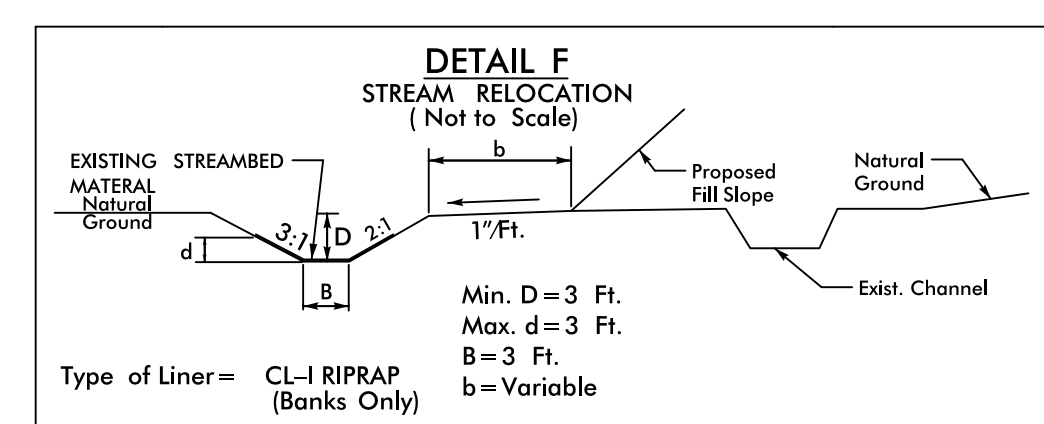 DETAIL F
STREAM RELOCATION
( Not to Scale)
EXISTING STREAMBED
MATERAL
Natural
Ground
b
Proposed
Fill Slope
Natural
Ground
3:1
D
2:1
1"/Ft.
d
B
Exist. Channel
Min. D=3 Ft.
Max. d=3 Ft.
B=3 Ft.
b=Variable
Type of Liner= CL-I RIPRAP
(Banks Only)